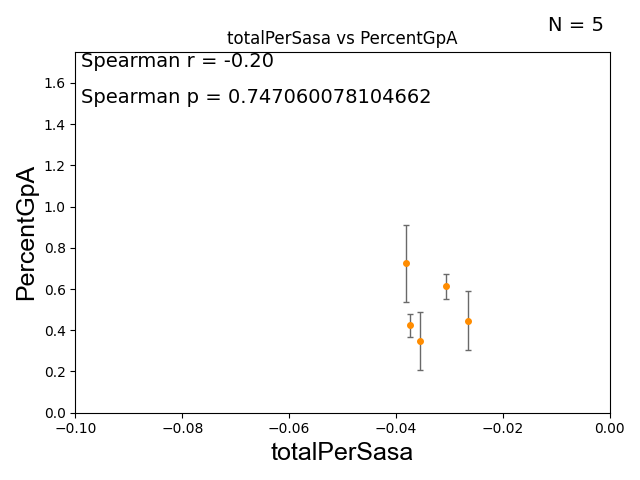 N = 5
totalPerSasa vs PercentGpA
Spearman r = -0.20
Spearman p = 0.747060078104662
PercentGpA
1.6
1.4
1.2
1.0
0.8
0.6
0.4
0.2
0.0
−0.10
−0.08
−0.06
−0.04
−0.02
0.00
totalPerSasa